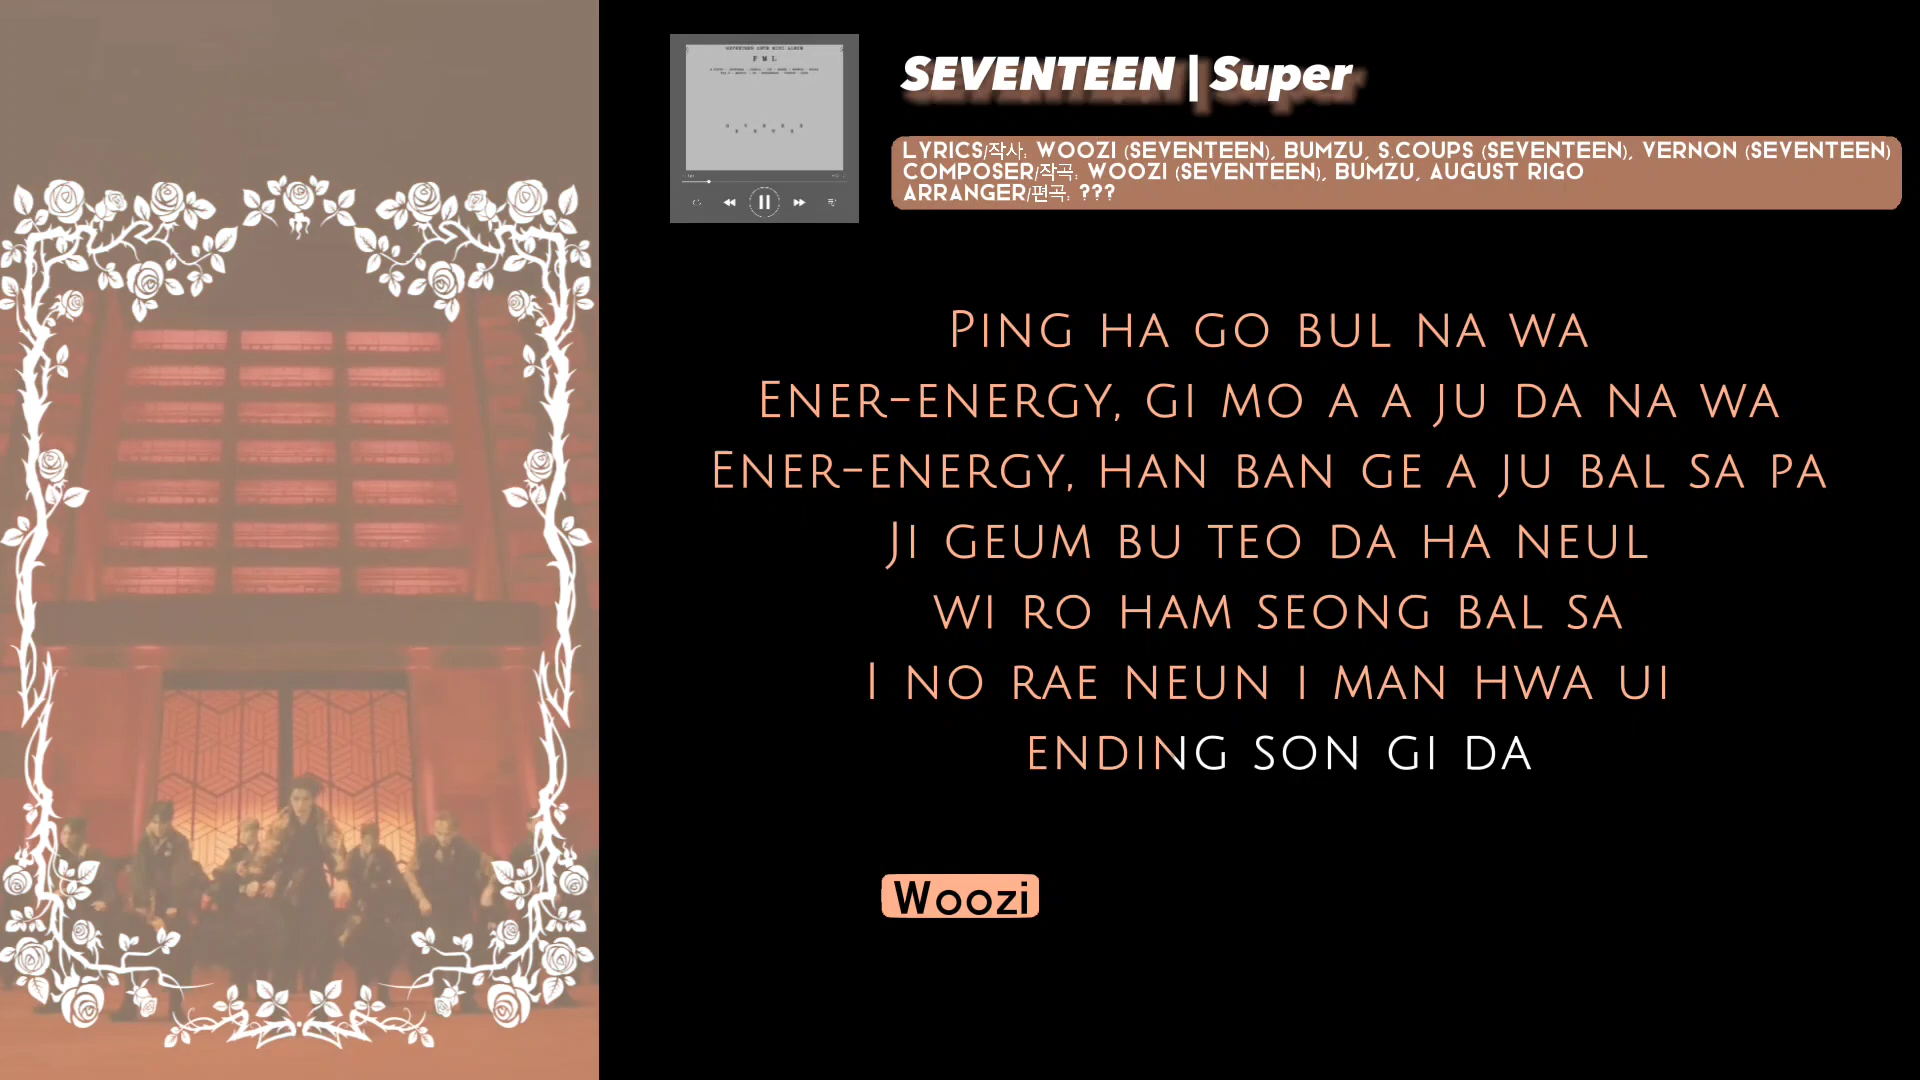 SEVENTEEN | Super
F M L
LYRICS/작사: WOOZI (SEVENTEEN), BUMZU, S.COUPS (SEVENTEEN), VERNON (SEVENTEEN)
COMPOSER/작곡: WOOZI (SEVENTEEN), BUMZU, AUGUST RIGO
ARRANGER/편곡: ???
PING HA GO BUL NA WA
ENER-ENERGY, GI MO A A JU DA NA WA
ENER-ENERGY, HAN BAN GE A JU BAL SA PA
JI GEUM BU TEO DA HA NEUL
WI RO HAM SEONG BAL SA
I NO RAE NEUN I MAN HWA UI
ENDING SON GI DA
Woozi